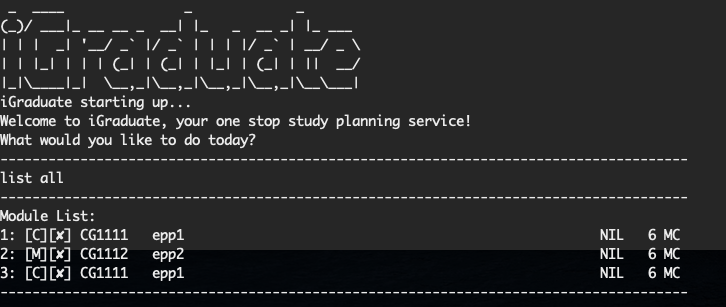 iGraduate
iGraduate starting up...
Welcome to iGraduate, your one stop study planning service!
What would you like to do today?
--------------------------------------------------------------------------------------
list all
--------------------------------------------------------------------------------------
Module List:
1: [C][✘] CG1111   epp1                                                    NIL   6 MC
2: [M][✘] CG1112   epp2                                                    NIL   6 MC
3: [C][✘] CG1111   epp1                                                    NIL   6 MC
--------------------------------------------------------------------------------------